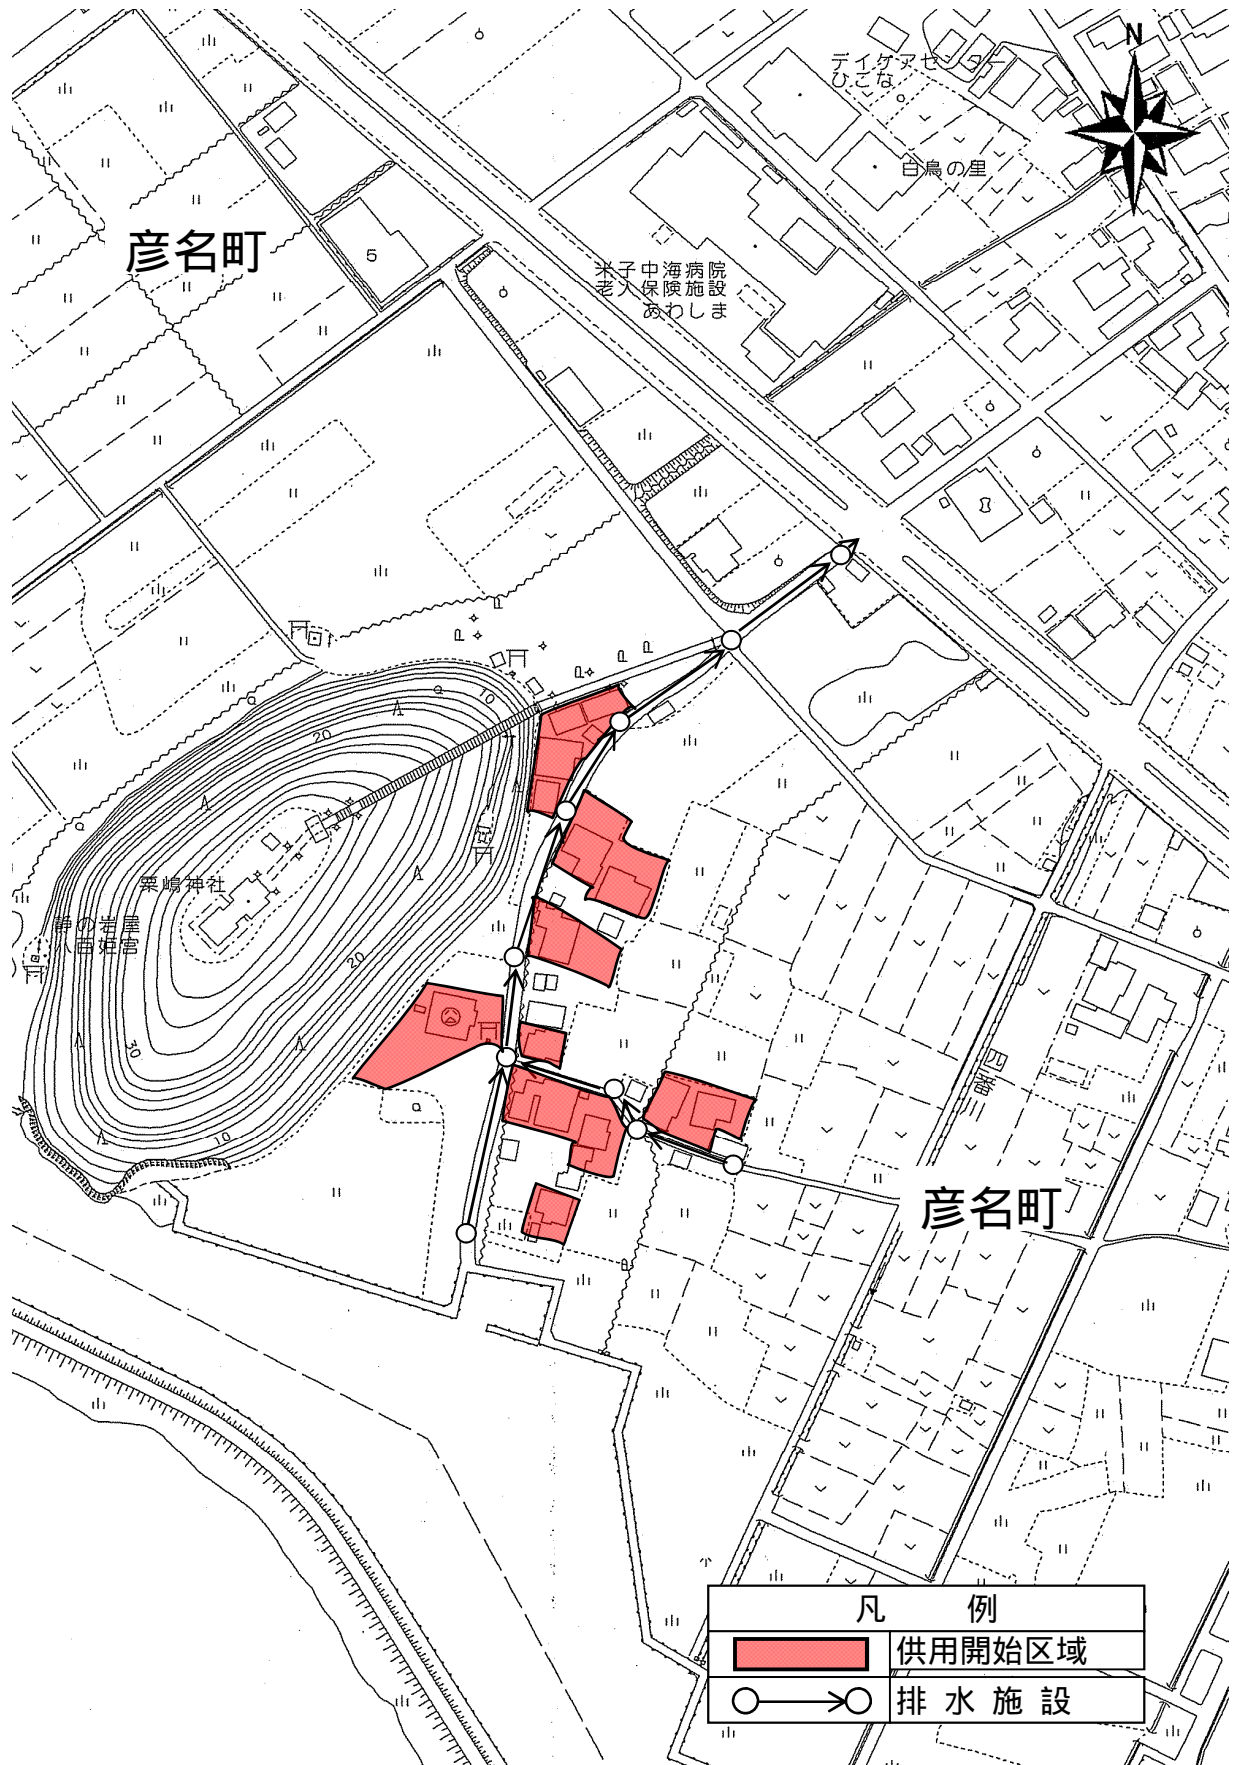 N
デイケアセンター
ひこな
白鳥の里
彦名町
5
米子中海病院
老人保険施設
あわしま
10
20
粟嶋神社
静の岩屋
八百姫宮
20
30
10
彦名町
凡 例
供用開始区域
排水施設